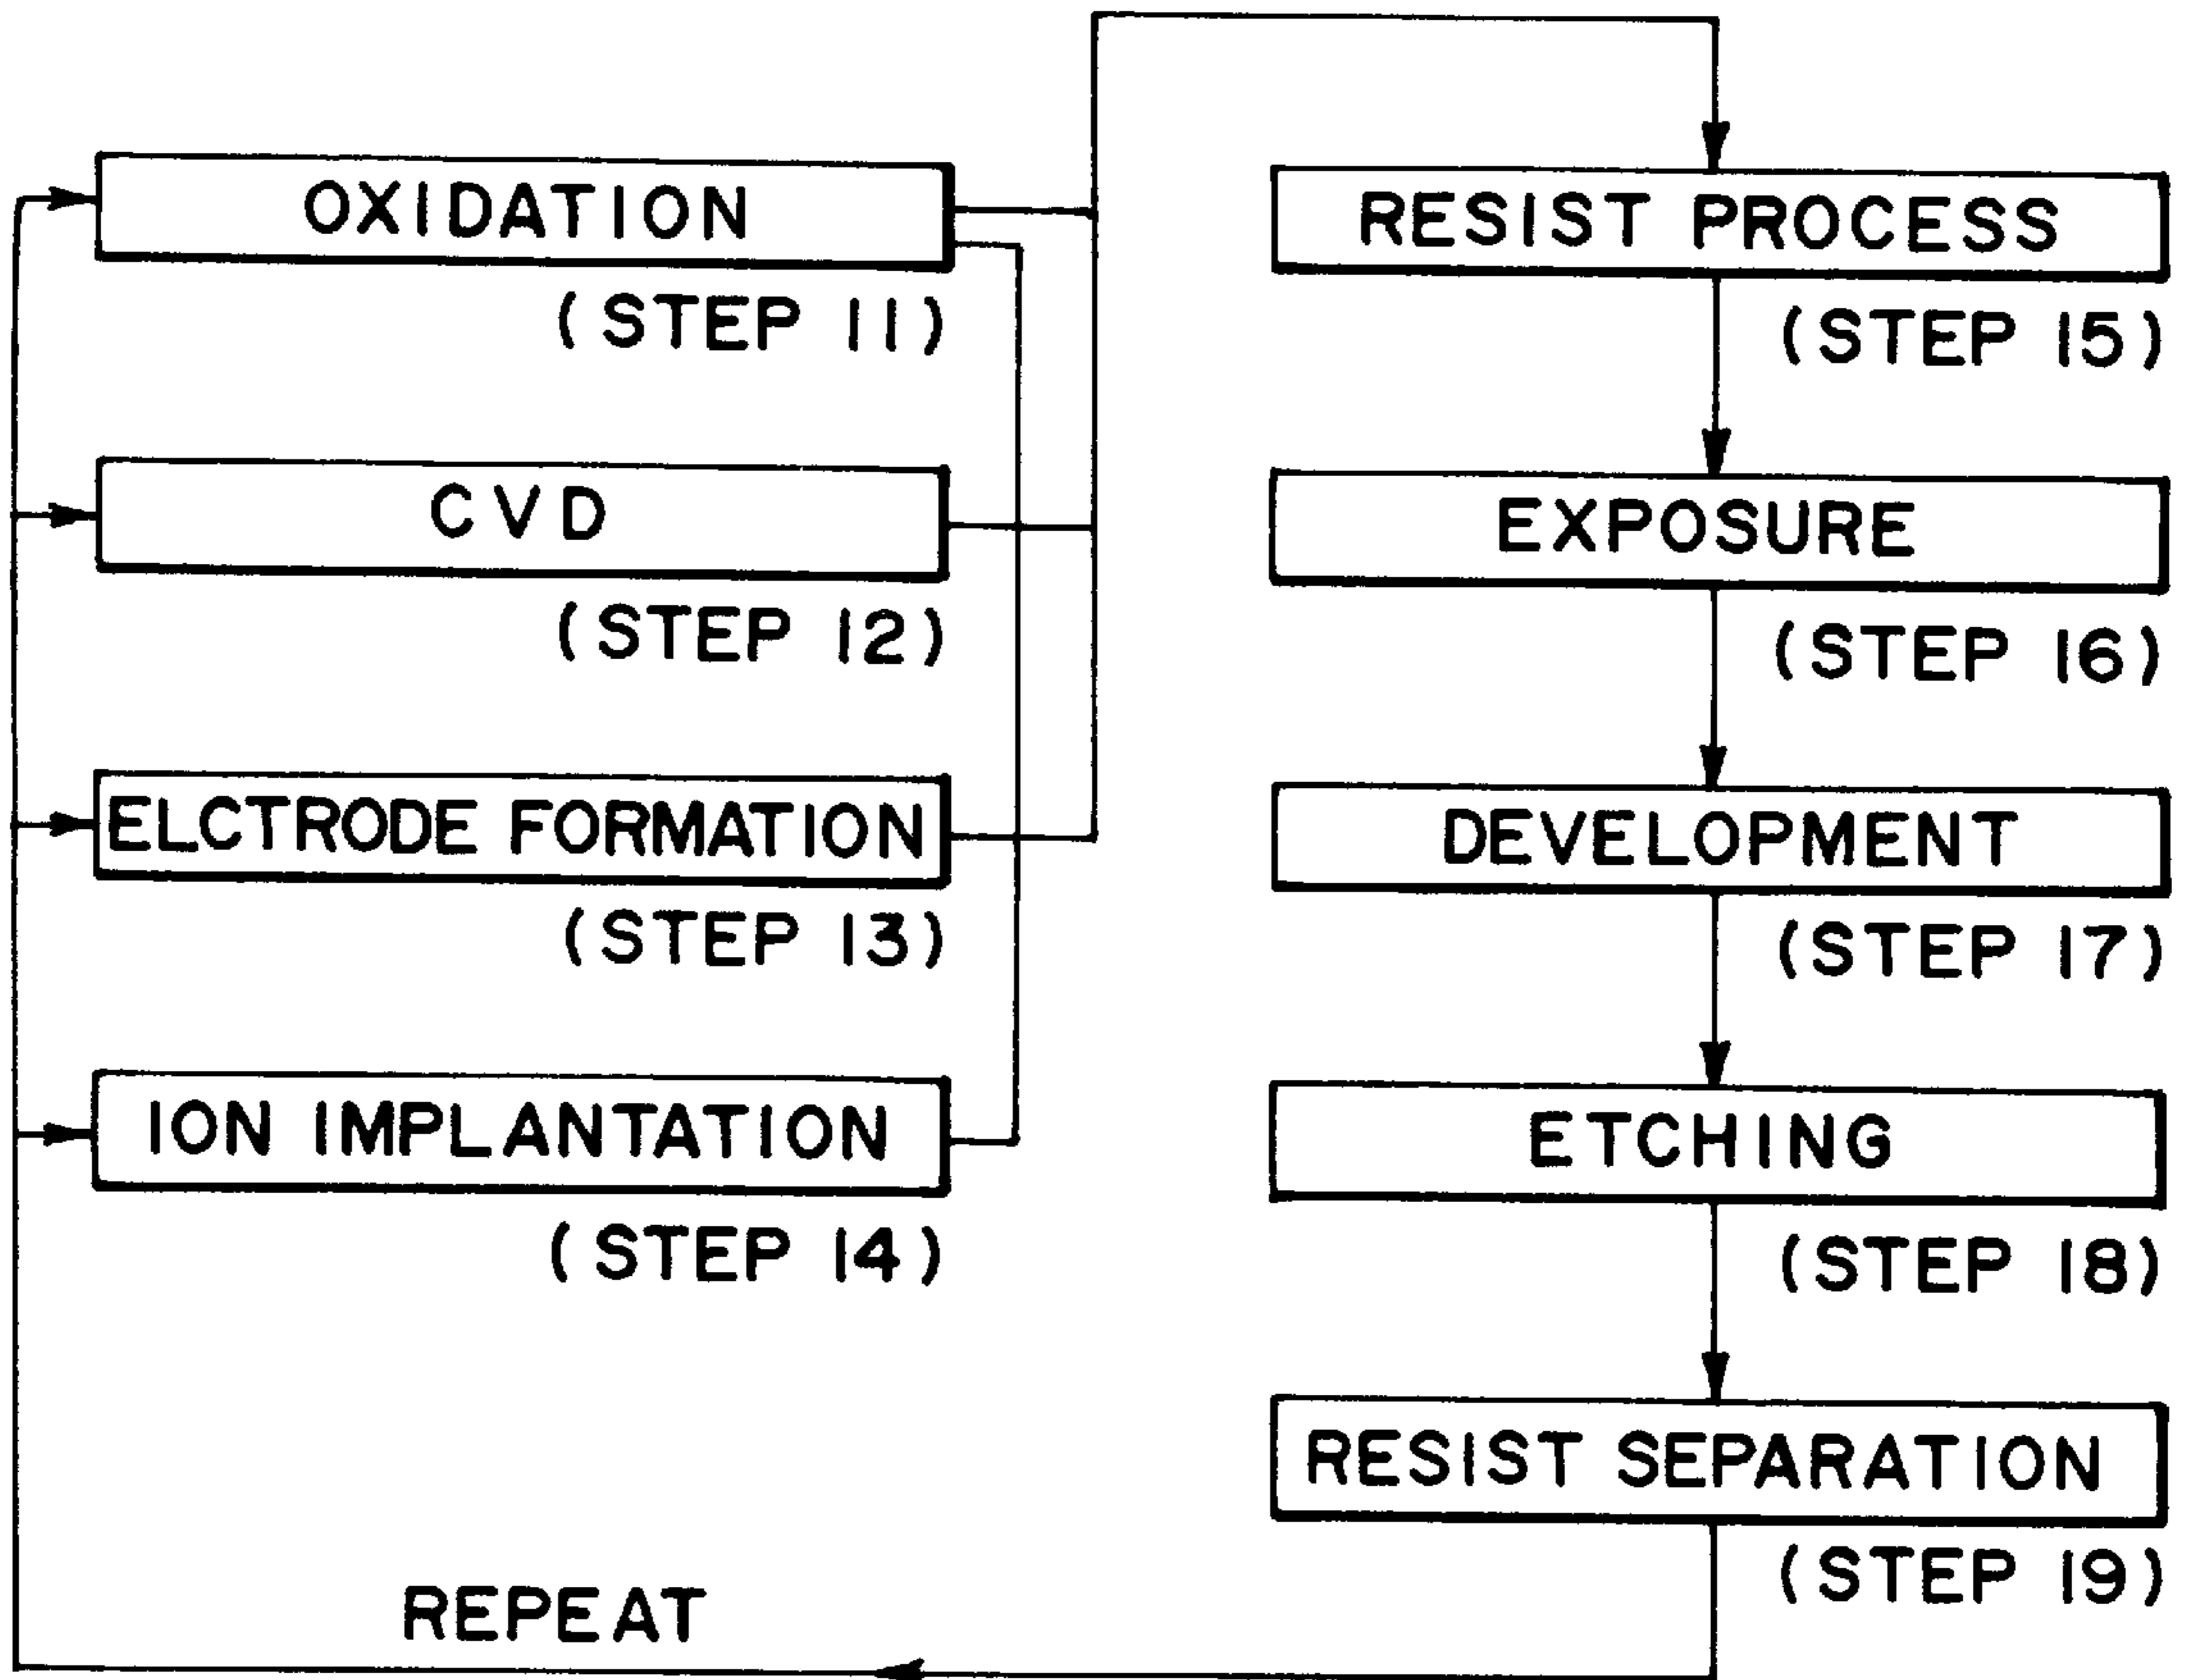 OXIDATION
(STEP 11)
CVD
(STEP 12)
ELCTRODE FORMATION
(STEP 13)
ION IMPLANTATION
(STEP 14)
RESIST PROCESS
(STEP 15)
EXPOSURE
(STEP 16)
DEVELOPMENT
(STEP 17)
ETCHING
(STEP 18)
RESIST SEPARATION
(STEP 19)
REPEAT